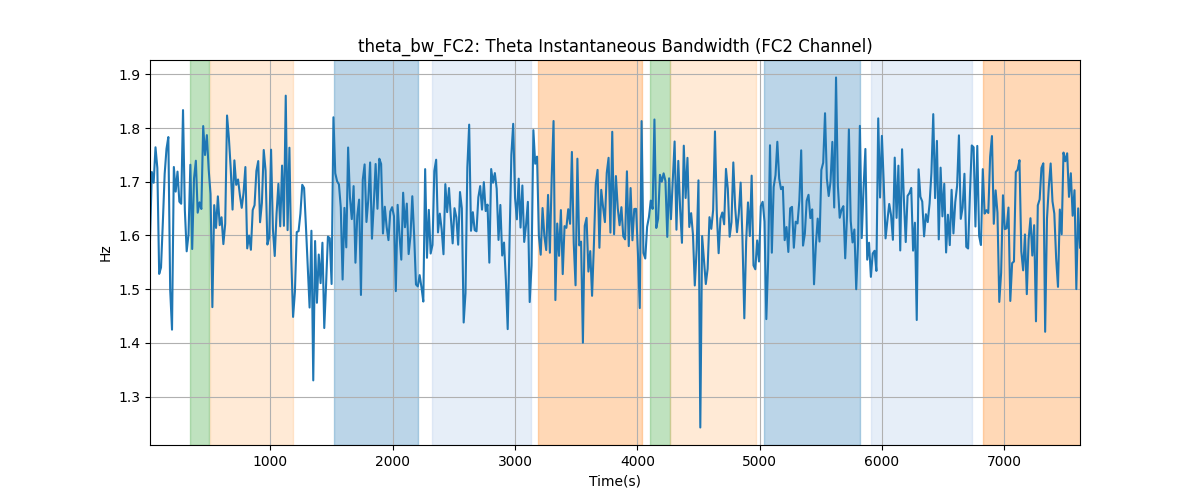 theta_bw_FC2: Theta Instantaneous Bandwidth (FC2 Channel)
Hz
1.9
1.8
1.7
1.6
1.5
1.4
1.3
1000 2000 3000 4000 5000 6000 7000
Time(s)